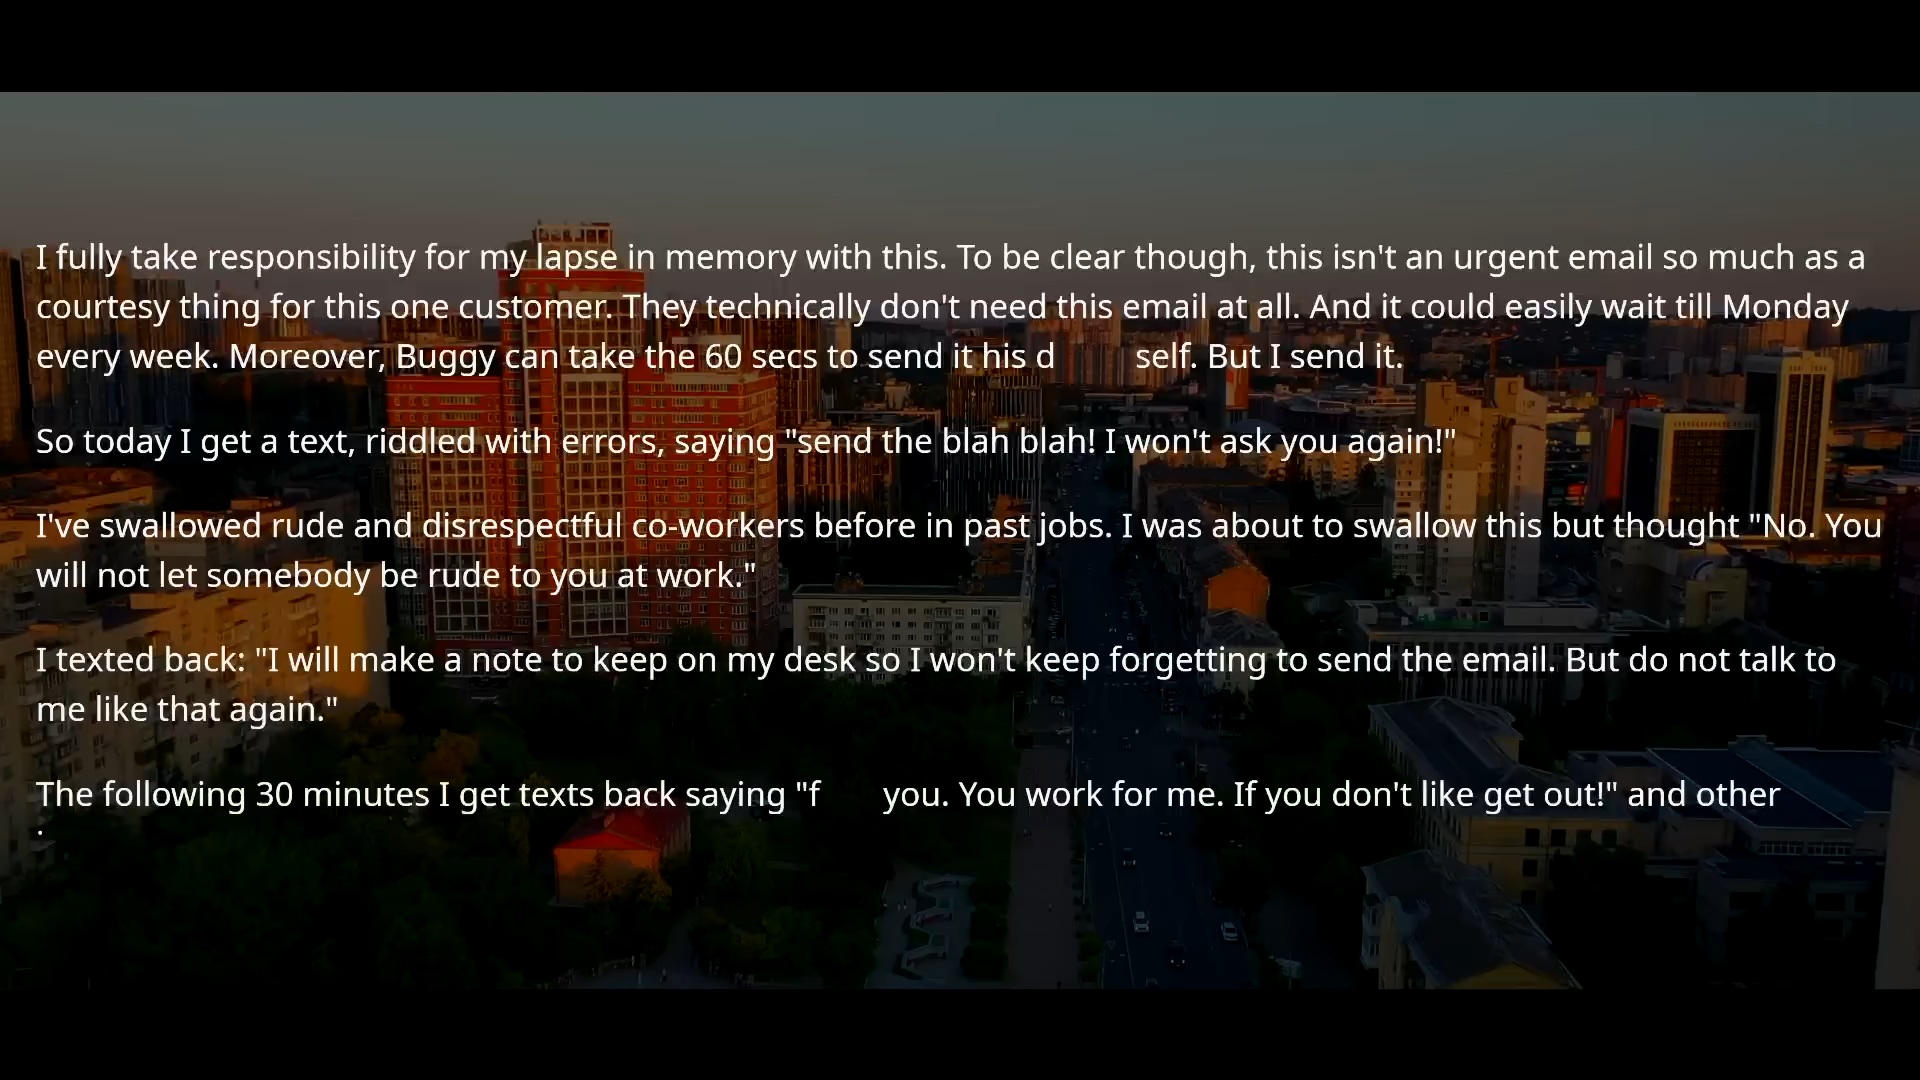 I fully take responsibility for my lapse in memory with this. To be clear though, this isn't an urgent email so much as a
courtesy thing for this one customer. They technically don't need this email at all. And it could easily wait till Monday
every week. Moreover, Buggy can take the 60 secs to send it his d self. But I send it.
So today I get a text, riddled with errors, saying "send the blah blah! I won't ask you again!"
I've swallowed rude and disrespectful co-workers before in past jobs. I was about to swallow this but thought "No. You
will not let somebody be rude to you at work."
I texted back: "I will make a note to keep on my desk so I won't keep forgetting to send the email. But do not talk to
me like that again."
The following 30 minutes I get texts back saying "f you. You work for me. If you don't like get out!" and other
.